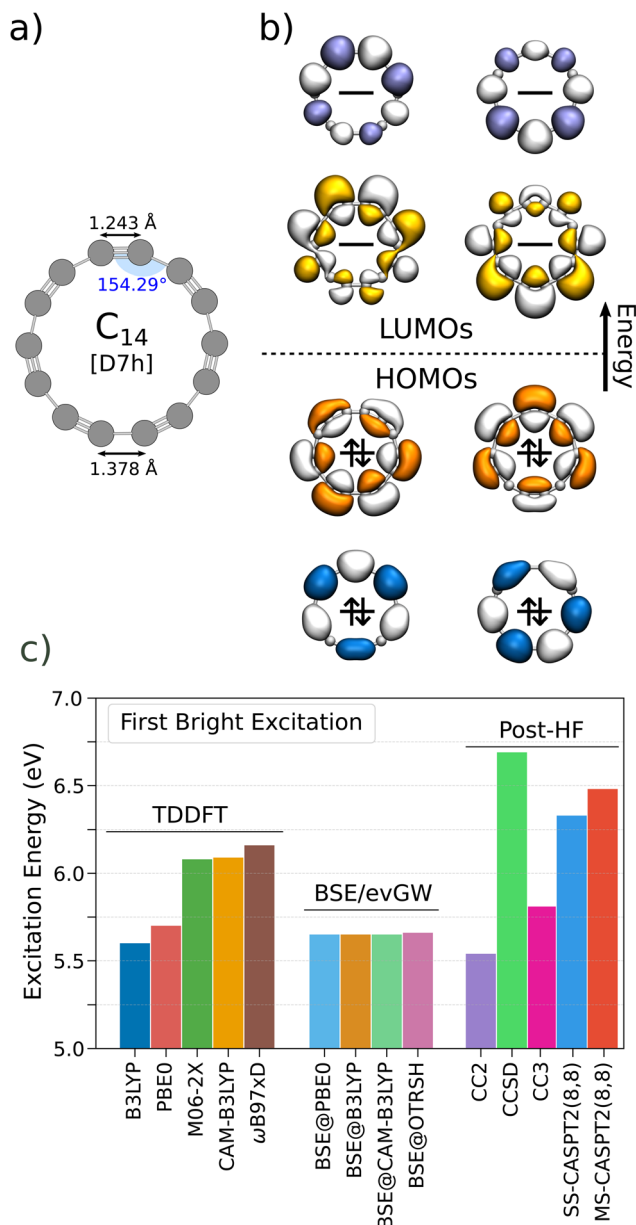 a)
b)
1.243 Å
154.29°
C₁₄
[D7h]
1.378 Å
LUMOs
HOMOs
Energy
c)
First Bright Excitation
TDDFT
BSE/evGW
Post-HF
Excitation Energy (eV)
7.0
6.5
6.0
5.5
5.0
B3LYP
PBE0
M06-2X
CAM-B3LYP
ωB97xD
BSE@PBE0
BSE@B3LYP
BSE@CAM-B3LYP
BSE@OTRSH
CC2
CCSD
CC3
SS-CASPT2(8,8)
MS-CASPT2(8,8)